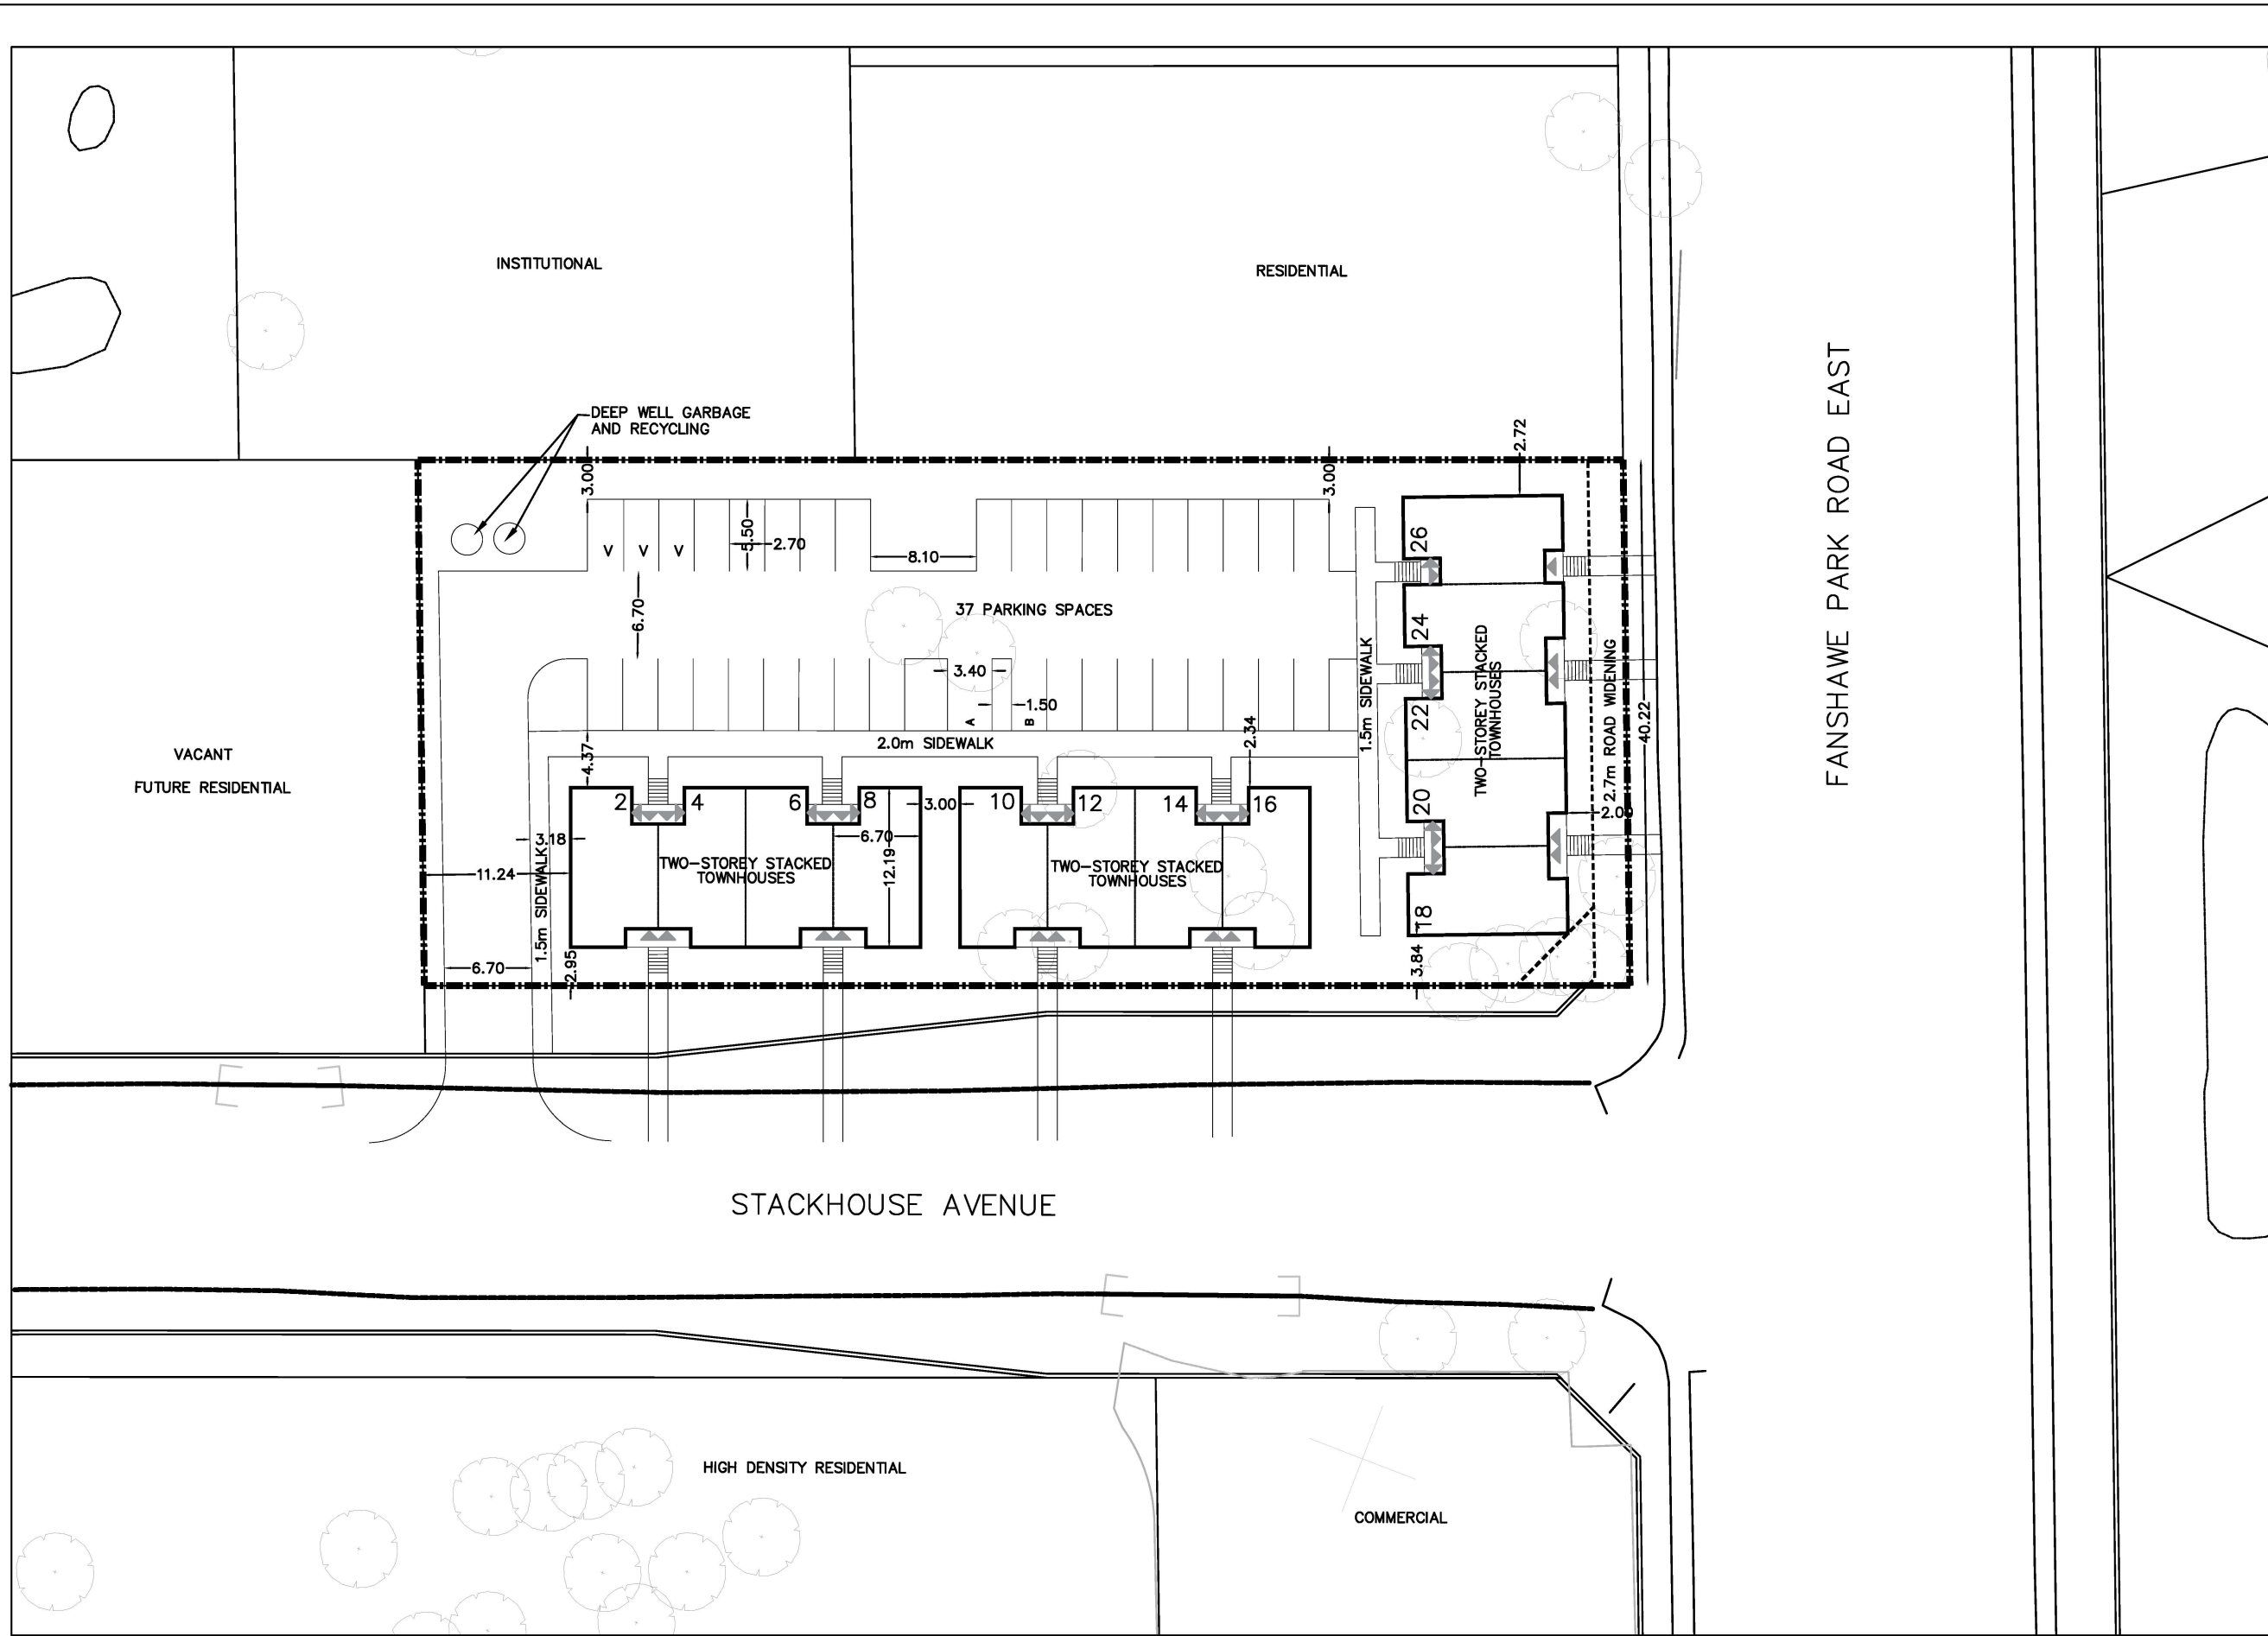 INSTITUTIONAL
RESIDENTIAL
FANSHAWE PARK ROAD EAST
DEEP WELL GARBAGE
AND RECYCLING
3.00
3.00
2.72
V V V
5.50
2.70
8.10
26
6.70
37 PARKING SPACES
24
3.40
1.50
A
B
22
1.5m SIDEWALK
TWO-STOREY STACKED
TOWNHOUSES
2.7m ROAD WIDENING
40.22
VACANT
FUTURE RESIDENTIAL
4.37
2.0m SIDEWALK
2.34
2 4 6 8
3.00
10 12 14 16
20
2.00
3.18
6.70
11.24
1.5m SIDEWALK
TWO-STOREY STACKED
TOWNHOUSES
12.19
TWO-STOREY STACKED
TOWNHOUSES
18
6.70
2.95
3.84
STACKHOUSE AVENUE
HIGH DENSITY RESIDENTIAL
COMMERCIAL